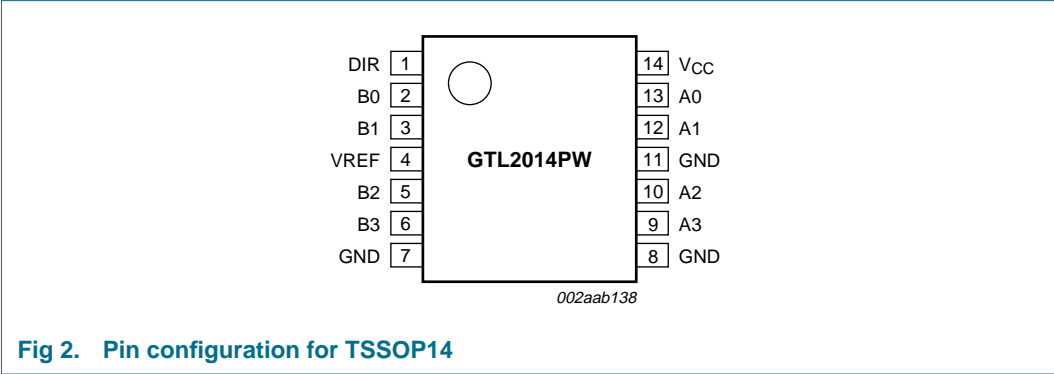 DIR 1 14 VCC
B0 2 13 A0
B1 3 12 A1
VREF 4 GTL2014PW 11 GND
B2 5 10 A2
B3 6 9 A3
GND 7 8 GND
002aab138
Fig 2. Pin configuration for TSSOP14